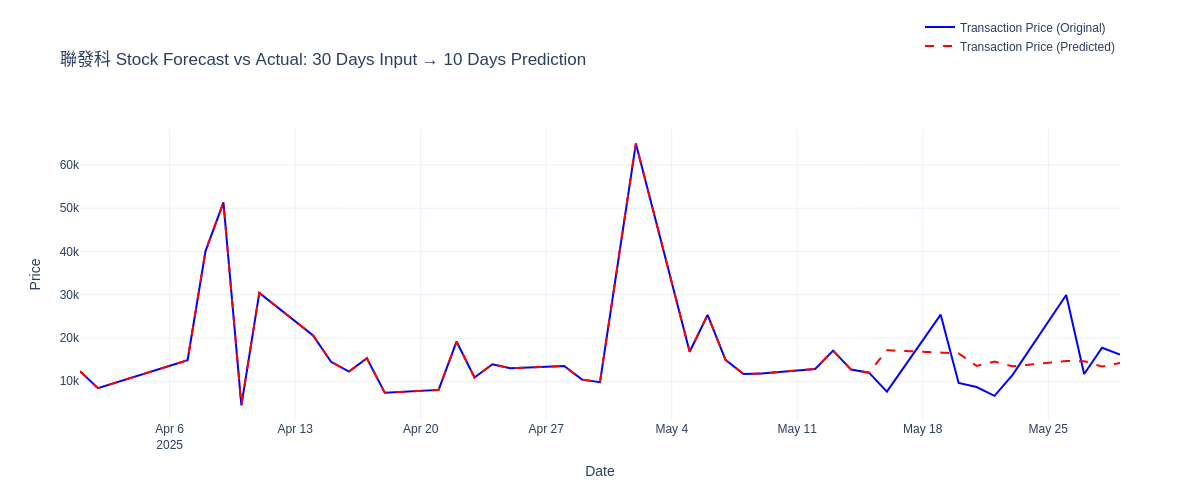 聯發科 Stock Forecast vs Actual: 30 Days Input → 10 Days Prediction
Transaction Price (Original)
Transaction Price (Predicted)
Price
60k
50k
40k
30k
20k
10k
Apr 6
2025
Apr 13
Apr 20
Apr 27
May 4
May 11
May 18
May 25
Date